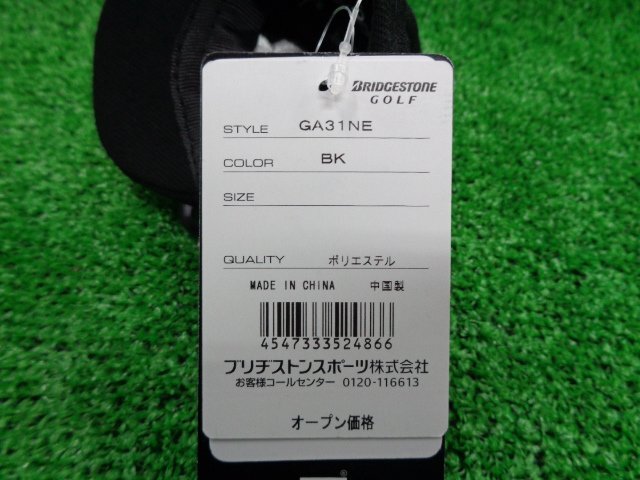 BRIDGESTONE
GOLF
STYLE GA31NE
COLOR BK
SIZE
QUALITY ポリエステル
MADE IN CHINA 中国製
4547333524866
ブリヂストンスポーツ株式会社
お客様コールセンター 0120-116613
オープン価格
®